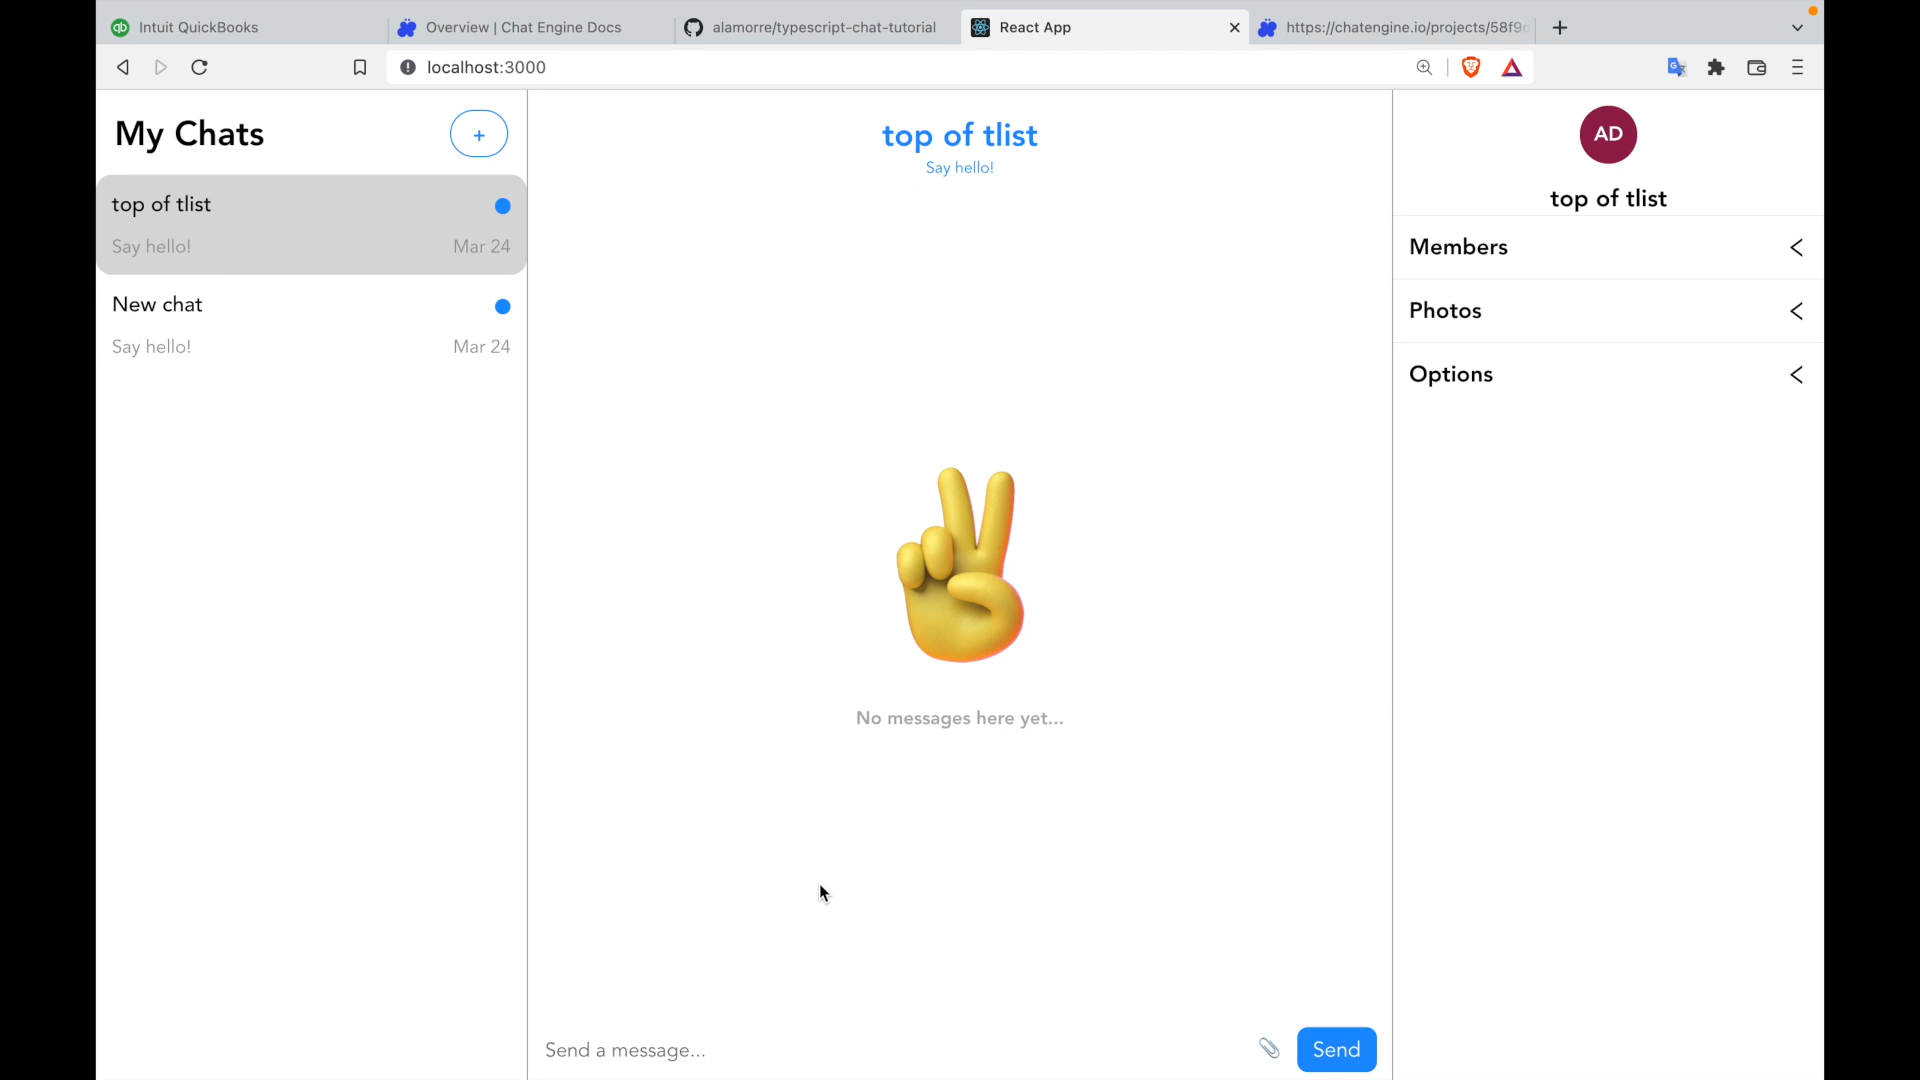 Intuit QuickBooks
Overview | Chat Engine Docs
alamorre/typescript-chat-tutorial
React App
https://chatengine.io/projects/58f9
localhost:3000
My Chats
+
top of tlist
Say hello!
Mar 24
New chat
Say hello!
Mar 24
top of tlist
Say hello!
No messages here yet...
Send a message...
Send
AD
top of tlist
Members
Photos
Options